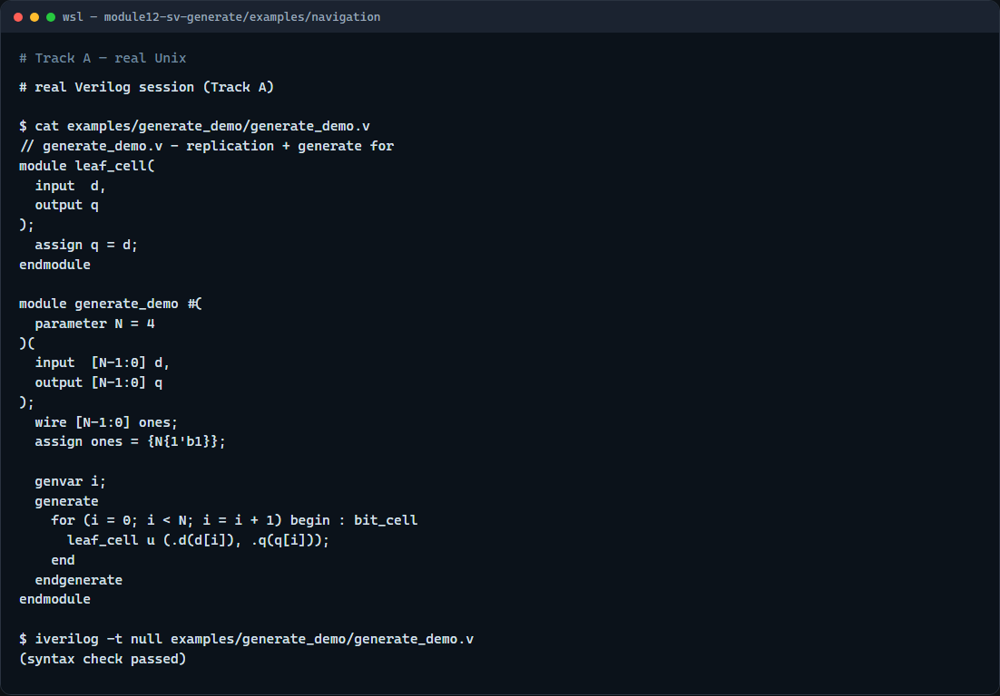 wsl — module12-sv-generate/examples/navigation
# Track A — real Unix
# real Verilog session (Track A)
$ cat examples/generate_demo/generate_demo.v
// generate_demo.v - replication + generate for
module leaf_cell(
  input  d,
  output q
);
  assign q = d;
endmodule
module generate_demo #(
  parameter N = 4
)(
  input  [N-1:0] d,
  output [N-1:0] q
);
  wire [N-1:0] ones;
  assign ones = {N{1'b1}};
  genvar i;
  generate
    for (i = 0; i < N; i = i + 1) begin : bit_cell
      leaf_cell u (.d(d[i]), .q(q[i]));
    end
  endgenerate
endmodule
$ iverilog -t null examples/generate_demo/generate_demo.v
(syntax check passed)